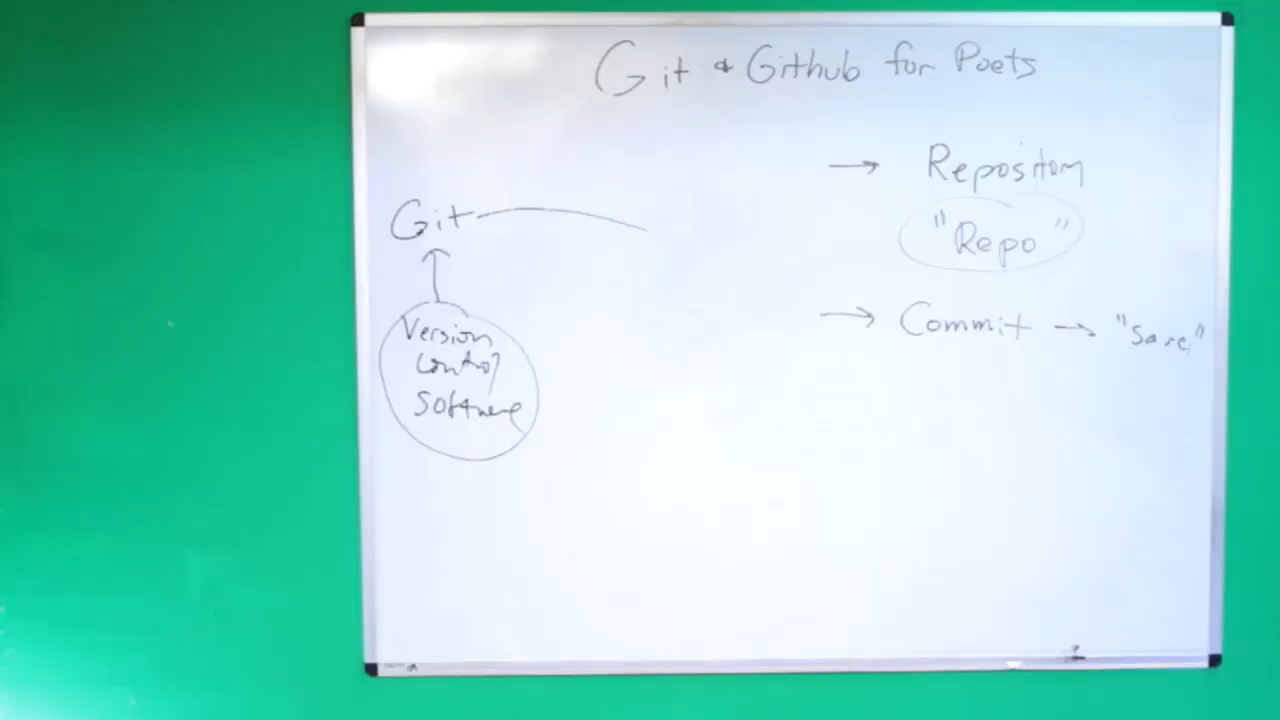 Git & Github for Poets
→ Repository
"Repo"
Git
Version
Control
Software
→ Commit → "Save"